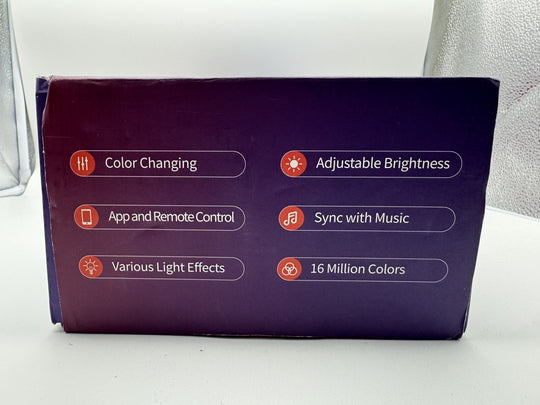 Color Changing
Adjustable Brightness
App and Remote Control
Sync with Music
Various Light Effects
16 Million Colors